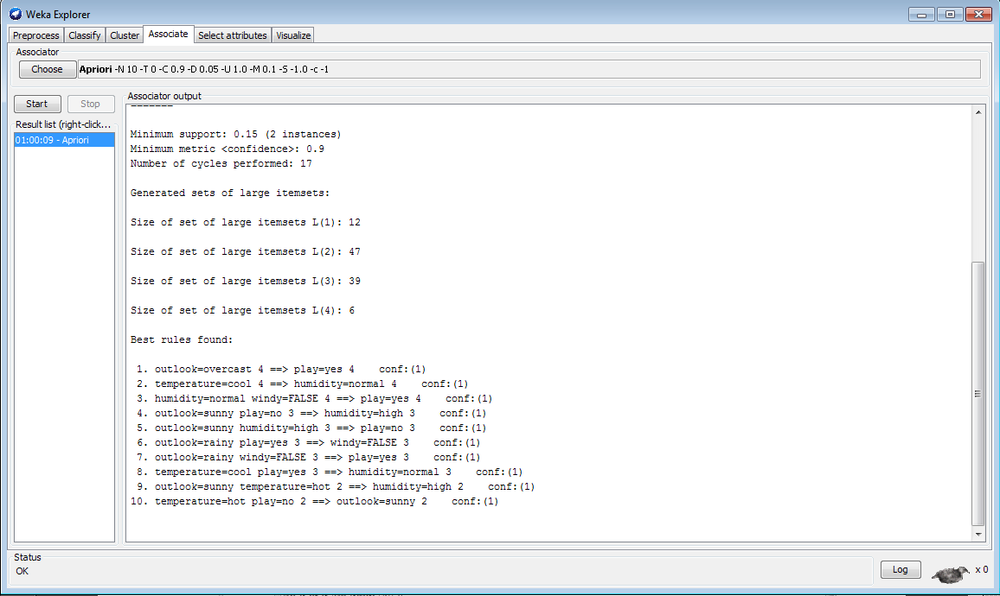 Weka Explorer
Preprocess Classify Cluster Associate Select attributes Visualize
Associator
Choose Apriori -N 10 -T 0 -C 0.9 -D 0.05 -U 1.0 -M 0.1 -S -1.0 -c -1
Start Stop
Result list (right-click...
01:00:09 - Apriori
Associator output
=======
Minimum support: 0.15 (2 instances)
Minimum metric <confidence>: 0.9
Number of cycles performed: 17
Generated sets of large itemsets:
Size of set of large itemsets L(1): 12
Size of set of large itemsets L(2): 47
Size of set of large itemsets L(3): 39
Size of set of large itemsets L(4): 6
Best rules found:
1. outlook=overcast 4 ==> play=yes 4    conf:(1)
2. temperature=cool 4 ==> humidity=normal 4    conf:(1)
3. humidity=normal windy=FALSE 4 ==> play=yes 4    conf:(1)
4. outlook=sunny play=no 3 ==> humidity=high 3    conf:(1)
5. outlook=sunny humidity=high 3 ==> play=no 3    conf:(1)
6. outlook=rainy play=yes 3 ==> windy=FALSE 3    conf:(1)
7. outlook=rainy windy=FALSE 3 ==> play=yes 3    conf:(1)
8. temperature=cool play=yes 3 ==> humidity=normal 3    conf:(1)
9. outlook=sunny temperature=hot 2 ==> humidity=high 2    conf:(1)
10. temperature=hot play=no 2 ==> outlook=sunny 2    conf:(1)
Status
OK
Log
x 0